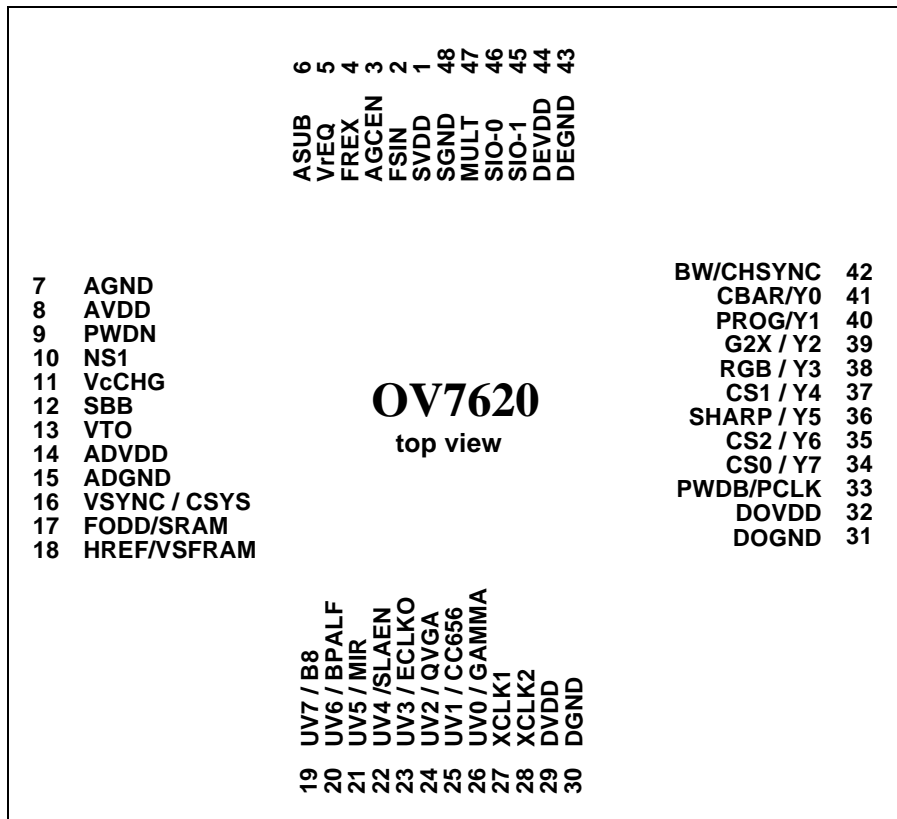 6 ASUB
5 VrEQ
4 FREX
3 AGCEN
2 FSIN
1 SVDD
48 SGND
47 MULT
46 SIO-0
45 SIO-1
44 DEVDD
43 DEGND
7 AGND
8 AVDD
9 PWDN
10 NS1
11 VcCHG
12 SBB
13 VTO
14 ADVDD
15 ADGND
16 VSYNC / CSYS
17 FODD/SRAM
18 HREF/VSFRAM
OV7620
top view
BW/CHSYNC 42
CBAR/Y0 41
PROG/Y1 40
G2X / Y2 39
RGB / Y3 38
CS1 / Y4 37
SHARP / Y5 36
CS2 / Y6 35
CS0 / Y7 34
PWDB/PCLK 33
DOVDD 32
DOGND 31
19 UV7 / B8
20 UV6 / BPALF
21 UV5 / MIR
22 UV4 /SLAEN
23 UV3 / ECLKO
24 UV2 / QVGA
25 UV1 / CC656
26 UV0 / GAMMA
27 XCLK1
28 XCLK2
29 DVDD
30 DGND